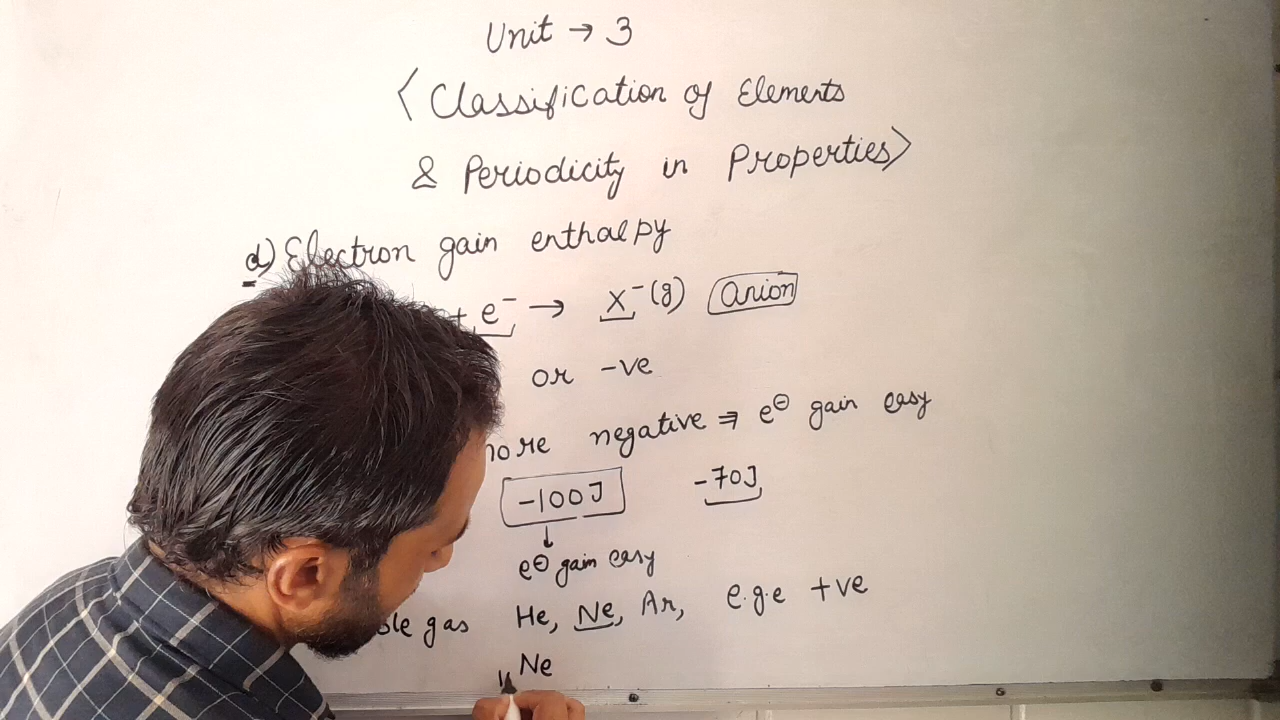 Unit → 3
< Classification of Elements
& Periodicity in Properties >
d) Electron gain enthalpy
+ e⁻ → X⁻(g) anion
or -ve
negative ⇒ e⊖ gain easy
-100J -70J
↓
e⊖ gain easy
gas He, Ne, Ar, e.g.e +ve
Ne